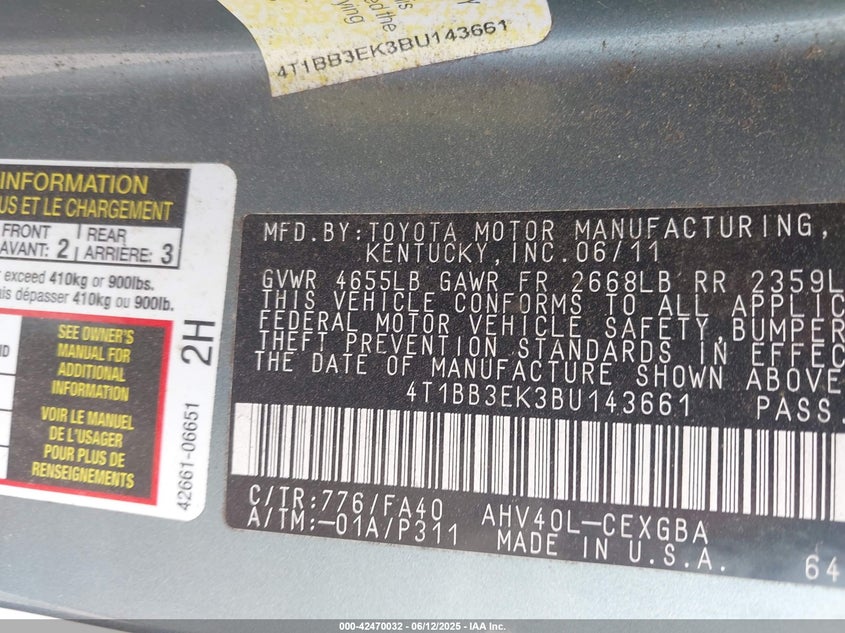 ying
4T1BB3EK3BU143661
INFORMATION
US ET LE CHARGEMENT
FRONT
AVANT: 2
REAR
ARRIÈRE: 3
exceed 410kg or 900lbs.
dépasser 410kg ou 900lb.
SEE OWNER'S
MANUAL FOR
ADDITIONAL
INFORMATION
VOIR LE MANUEL
DE L'USAGER
POUR PLUS DE
RENSEIGNEMENTS
2H
42661-06651
MFD.BY:TOYOTA MOTOR MANUFACTURING,
KENTUCKY,INC.06/11
GVWR 4655LB GAWR FR 2668LB RR 2359L
THIS VEHICLE CONFORMS TO ALL APPLIC
FEDERAL MOTOR VEHICLE SAFETY,BUMPER
THEFT PREVENTION STANDARDS IN EFFEC
THE DATE OF MANUFACTURE SHOWN ABOVE
4T1BB3EK3BU143661 PASS.
C/TR:776/FA40 AHV40L-CEXGBA
A/TM:-01A/P311 MADE IN U.S.A. 64
000-42470032 - 06/12/2025 - IAA Inc.